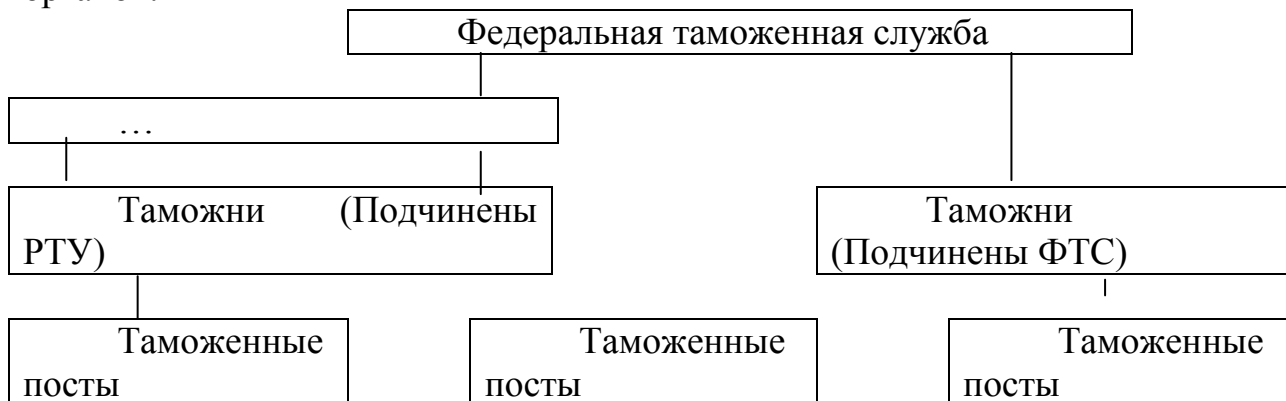 Федеральная таможенная служба
…
Таможни (Подчинены
РТУ)
Таможни
(Подчинены ФТС)
Таможенные
посты
Таможенные
посты
Таможенные
посты